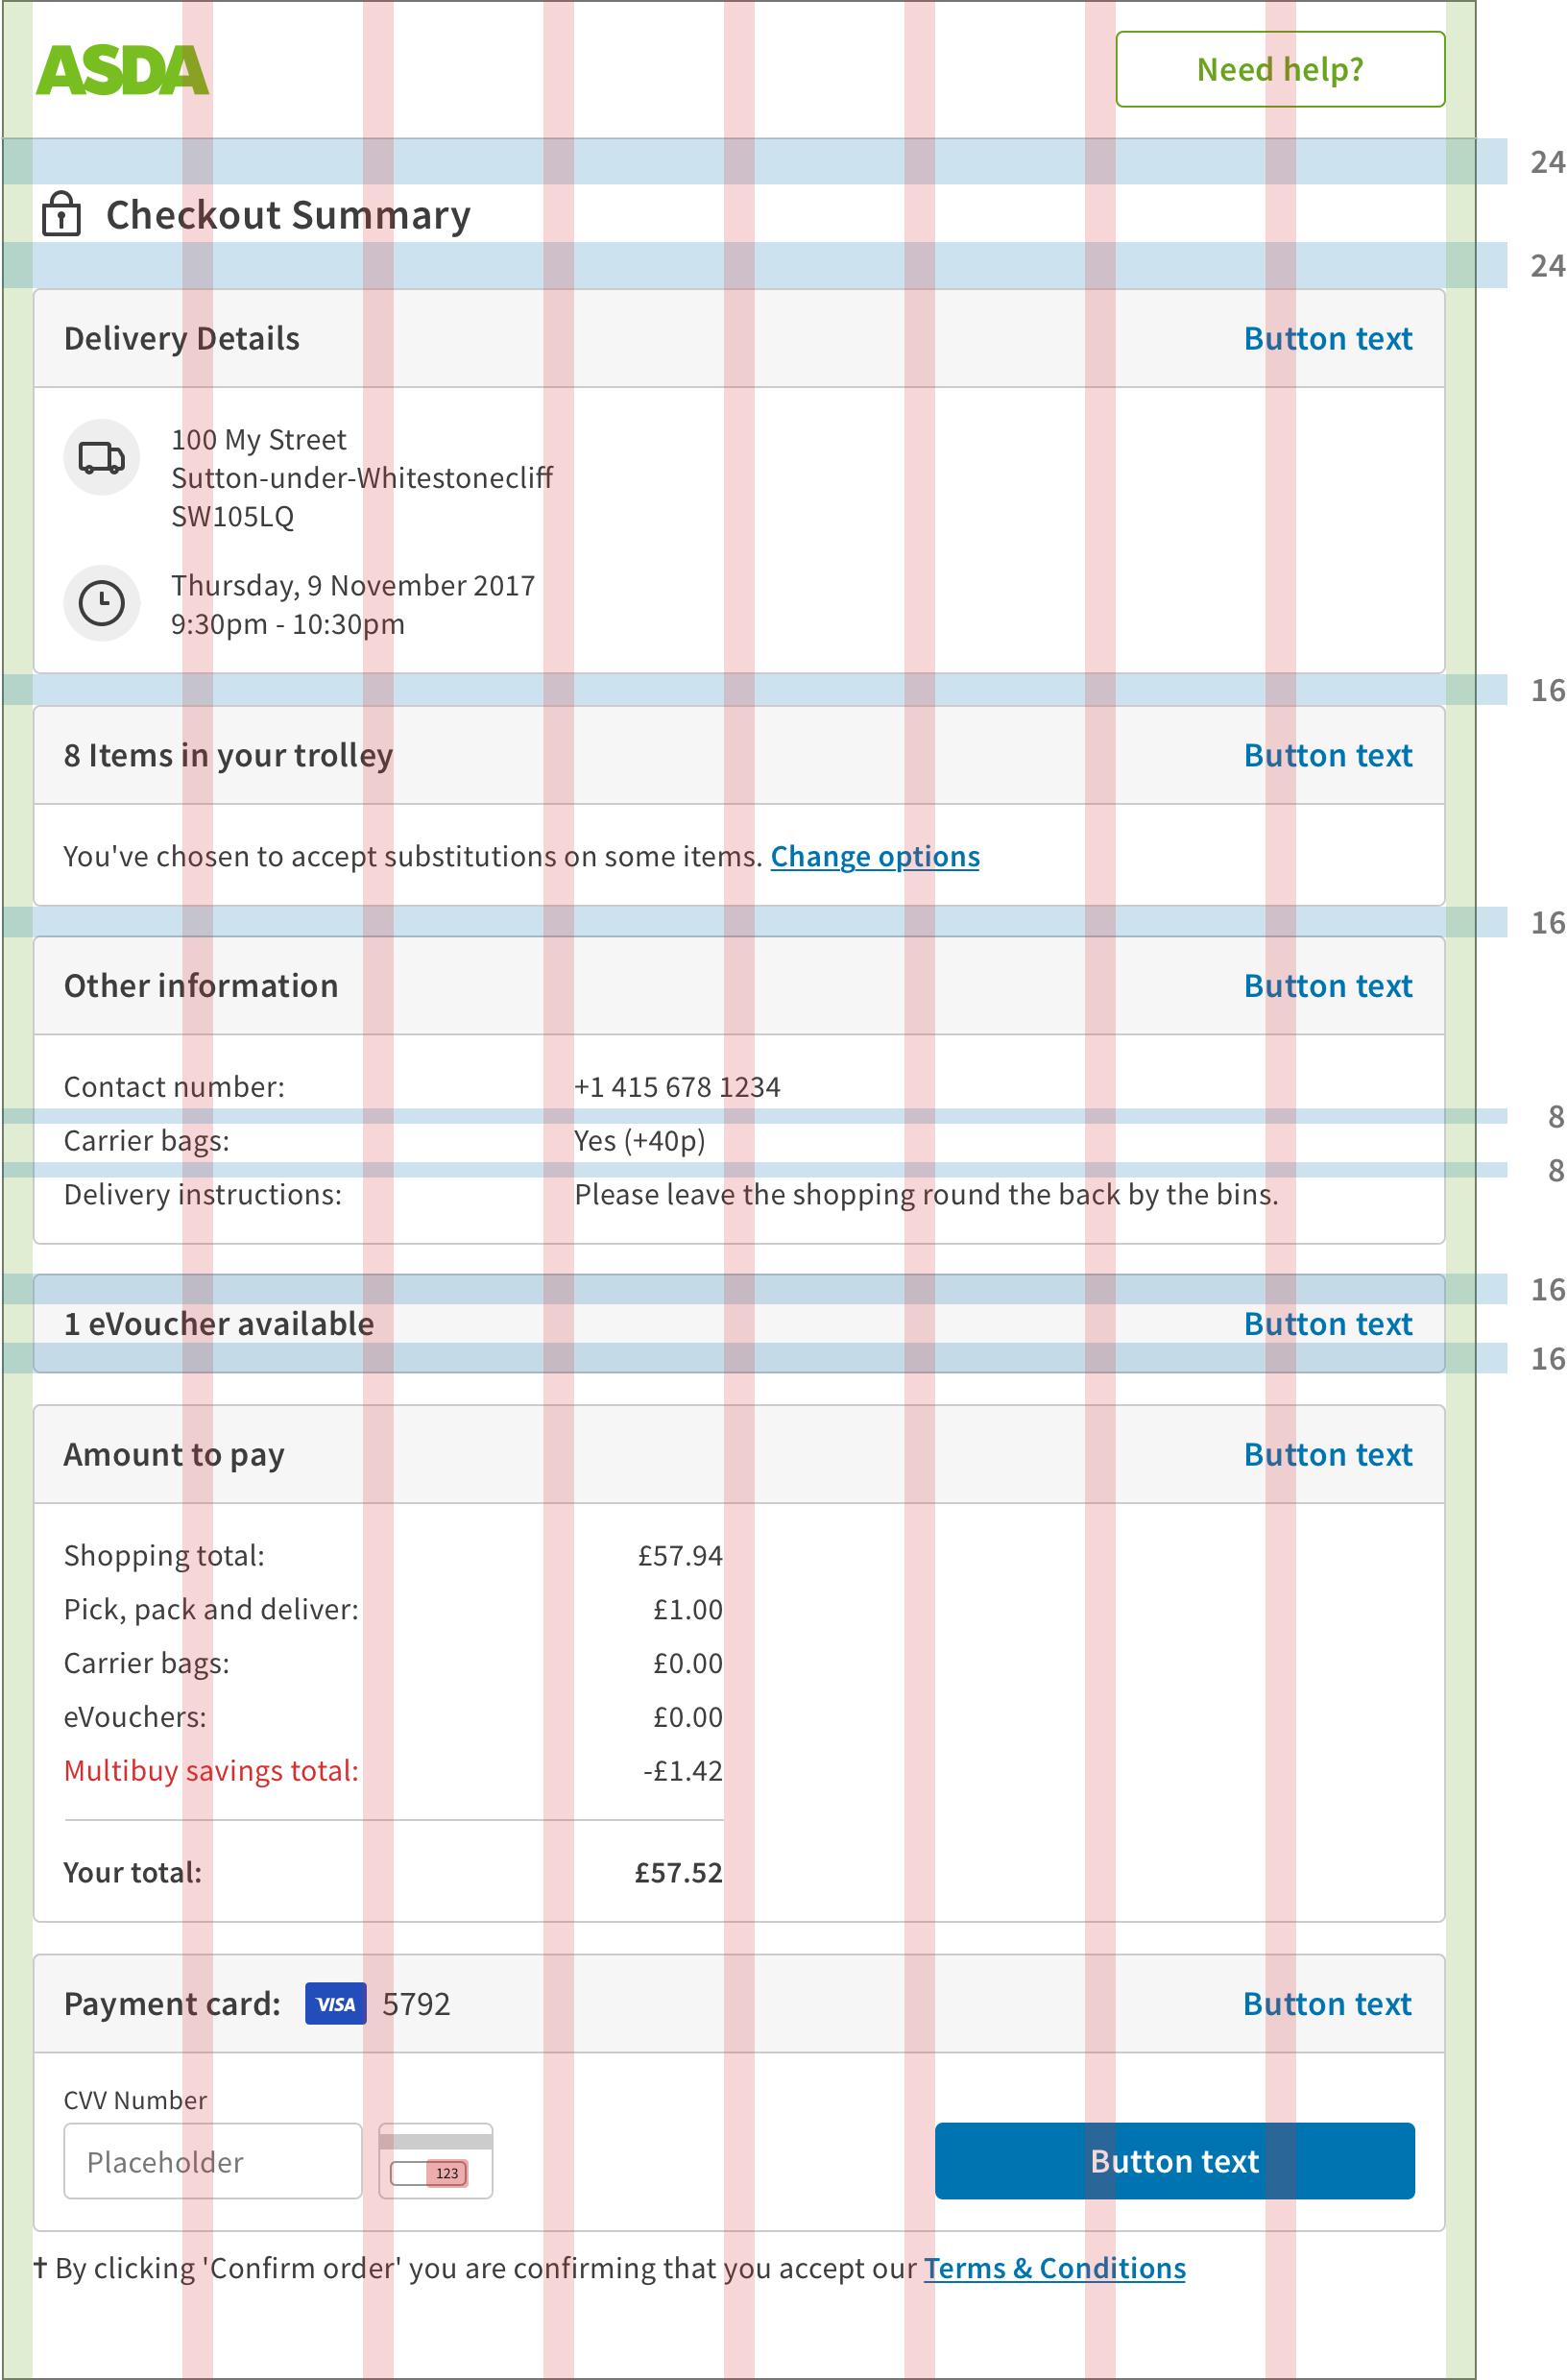 ASDA
Need help?
24
Checkout Summary
24
Delivery Details
Button text
100 My Street
Sutton-under-Whitestonecliff
SW105LQ
Thursday, 9 November 2017
9:30pm - 10:30pm
16
8 Items in your trolley
Button text
You've chosen to accept substitutions on some items. Change options
16
Other information
Button text
Contact number: +1 415 678 1234
8
Carrier bags: Yes (+40p)
8
Delivery instructions: Please leave the shopping round the back by the bins.
16
1 eVoucher available
Button text
16
Amount to pay
Button text
Shopping total: £57.94
Pick, pack and deliver: £1.00
Carrier bags: £0.00
eVouchers: £0.00
Multibuy savings total: -£1.42
Your total: £57.52
Payment card: VISA 5792
Button text
CVV Number
Placeholder
123
Button text
† By clicking 'Confirm order' you are confirming that you accept our Terms & Conditions